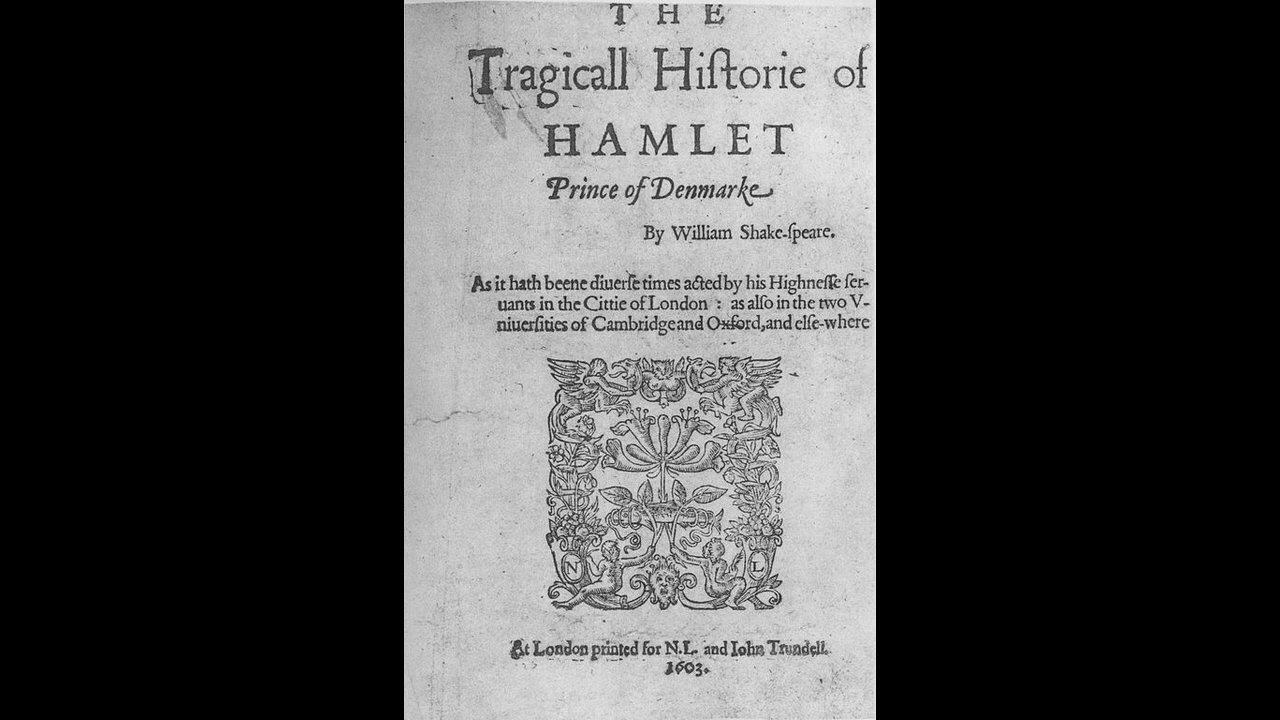 THE
Tragicall Hiſtorie of
HAMLET
Prince of Denmarke
By William Shake-ſpeare.
As it hath beene diuerſe times acted by his Highneſſe ſer-
uants in the Cittie of London : as alſo in the two V-
niuerſities of Cambridge and Oxford, and elſe-where
N L
At London printed for N.L. and Iohn Trundell.
1603.